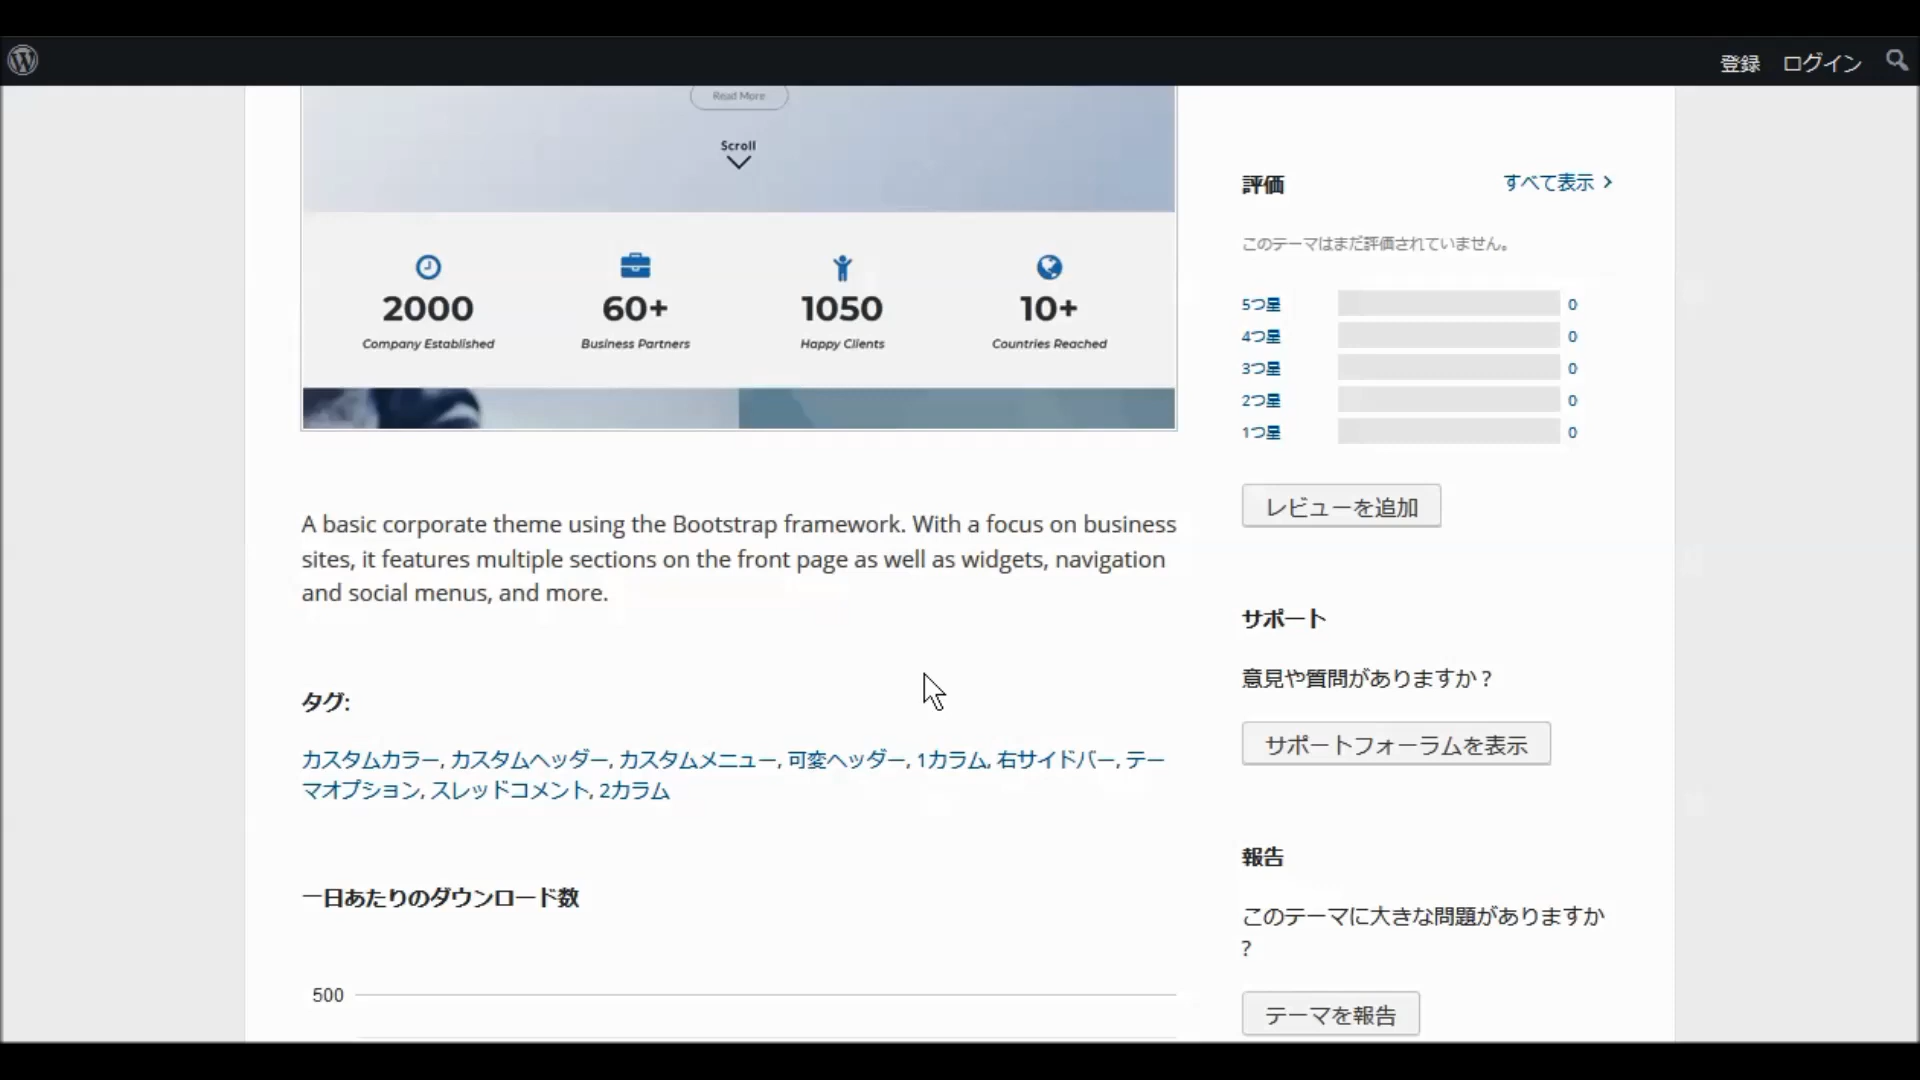 登録 ログイン
Read More
Scroll
2000 60+ 1050 10+
Company Established Business Partners Happy Clients Countries Reached
A basic corporate theme using the Bootstrap framework. With a focus on business
sites, it features multiple sections on the front page as well as widgets, navigation
and social menus, and more.
タグ:
カスタムカラー, カスタムヘッダー, カスタムメニュー, 可変ヘッダー, 1カラム, 右サイドバー, テー
マオプション, スレッドコメント, 2カラム
一日あたりのダウンロード数
500
評価 すべて表示
このテーマはまだ評価されていません。
5つ星 0
4つ星 0
3つ星 0
2つ星 0
1つ星 0
レビューを追加
サポート
意見や質問がありますか ?
サポートフォーラムを表示
報告
このテーマに大きな問題がありますか
?
テーマを報告